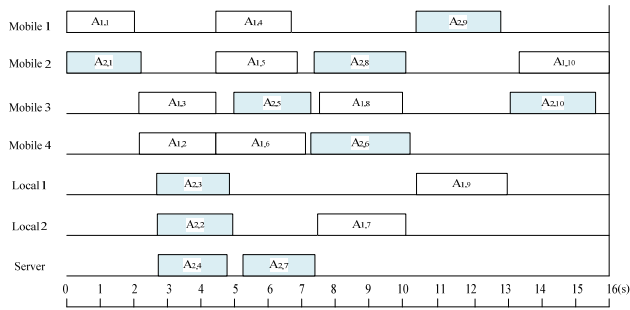 Mobile 1 A1,1 A1,4 A2,9
Mobile 2 A2,1 A1,5 A2,8 A1,10
Mobile 3 A1,3 A2,5 A1,8 A2,10
Mobile 4 A1,2 A1,6 A2,6
Local 1 A2,3 A1,9
Local 2 A2,2 A1,7
Server A2,4 A2,7
0 1 2 3 4 5 6 7 8 9 10 11 12 13 14 15 16(s)